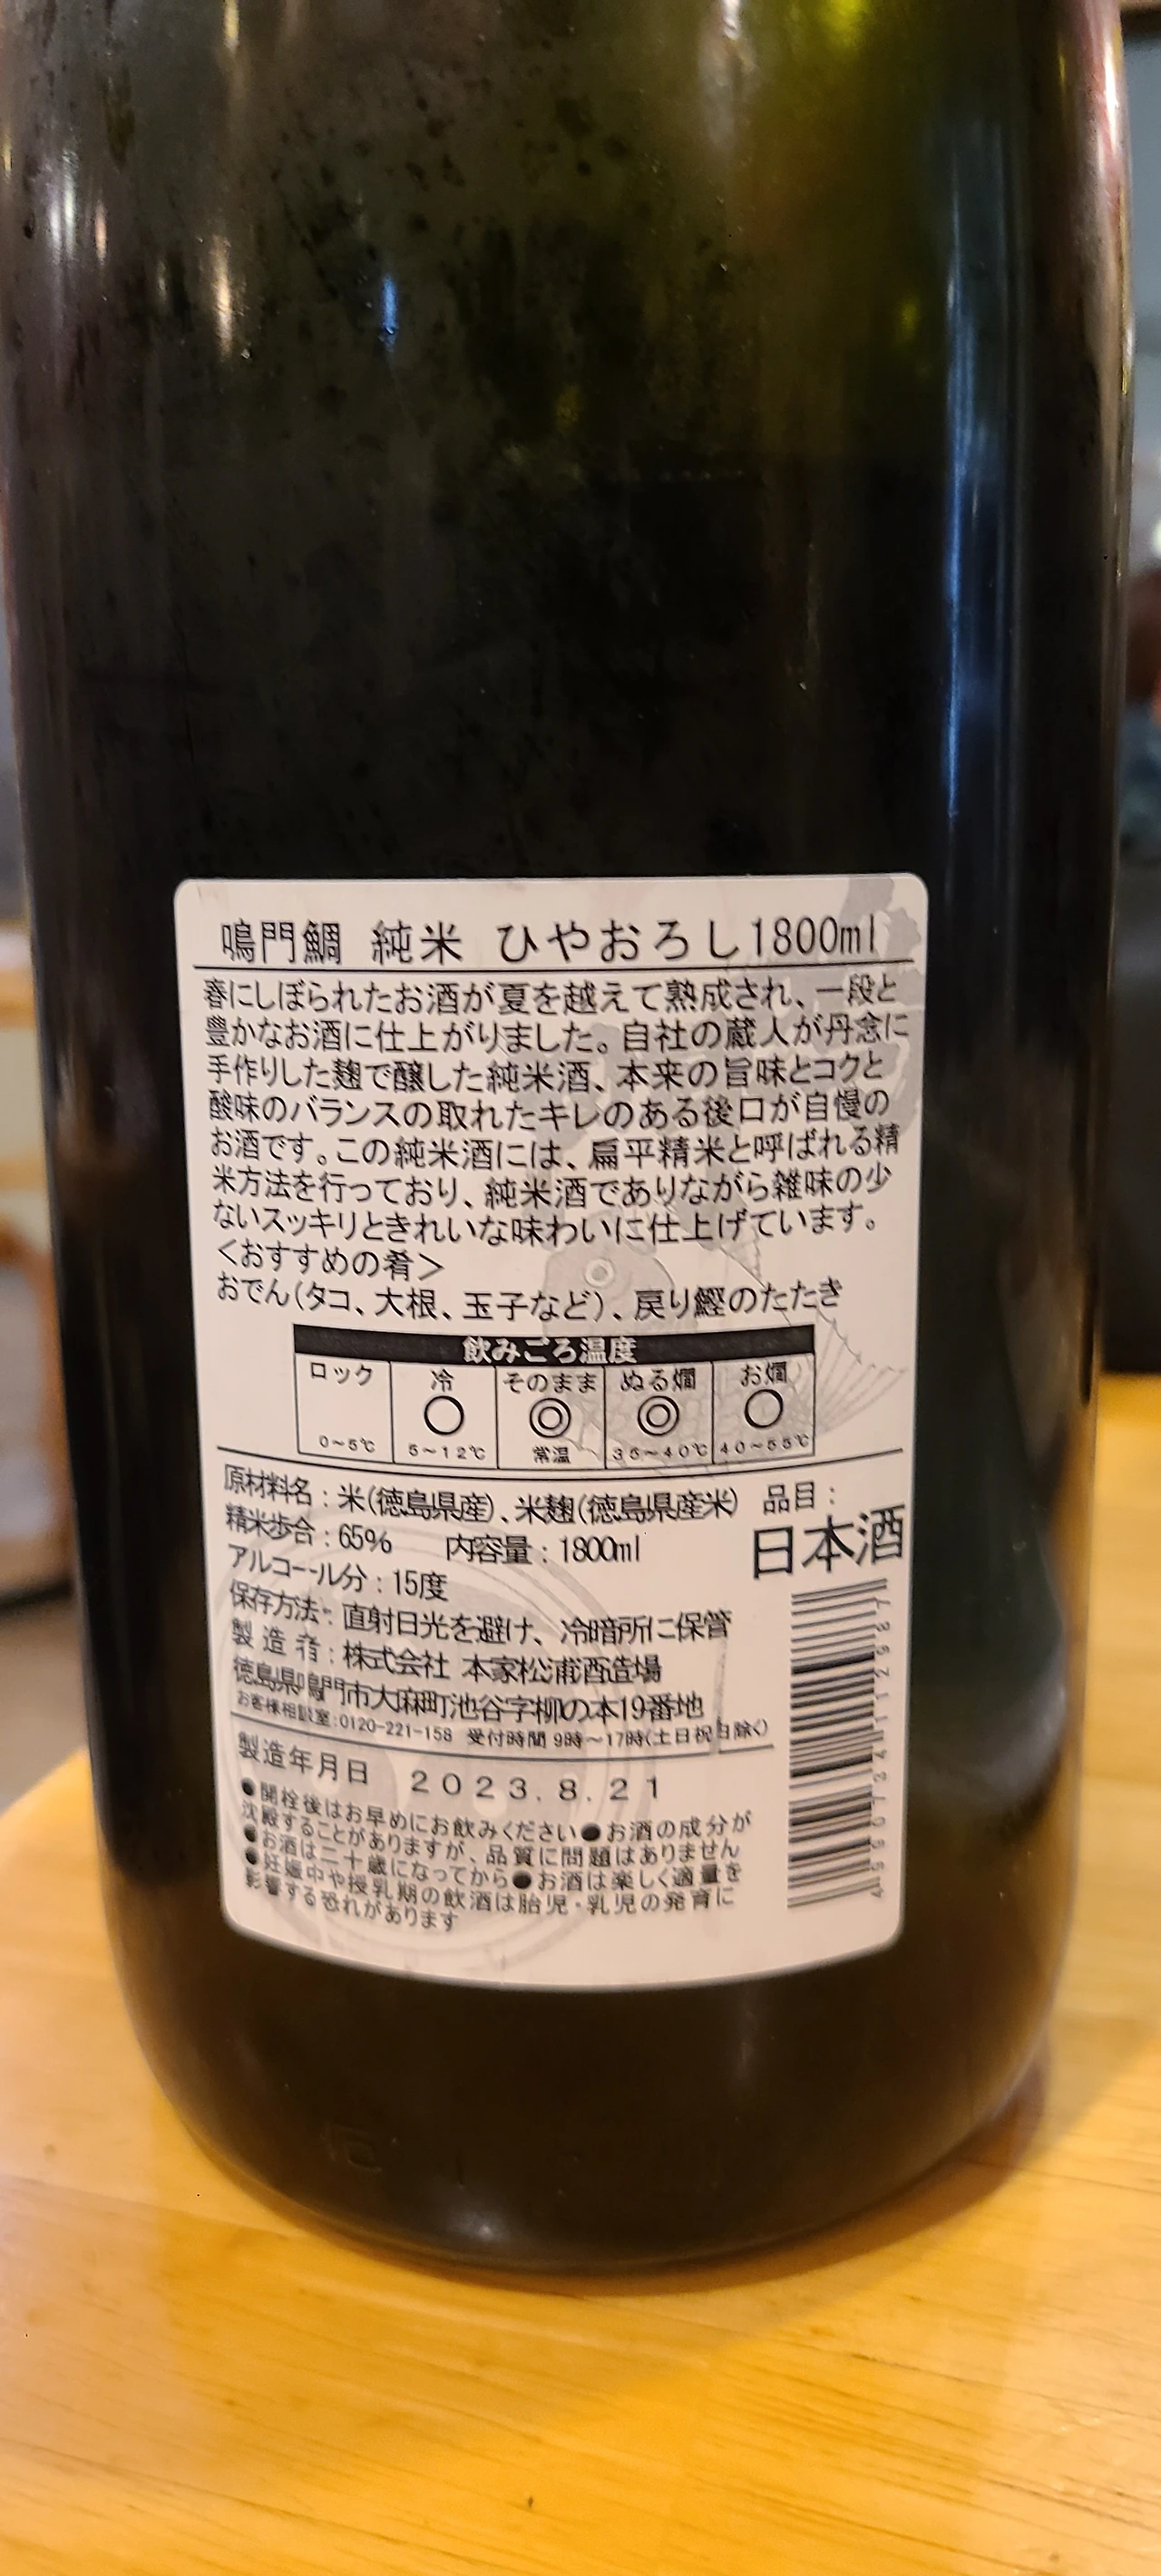 鳴門鯛 純米 ひやおろし1800ml
春にしぼられたお酒が夏を越えて熟成され、一段と
豊かなお酒に仕上がりました。自社の蔵人が丹念に
手作りした麹で醸した純米酒、本来の旨味とコクと
酸味のバランスの取れたキレのある後口が自慢の
お酒です。この純米酒には、扁平精米と呼ばれる精
米方法を行っており、純米酒でありながら雑味の少
ないスッキリときれいな味わいに仕上げています。
＜おすすめの肴＞
おでん(タコ、大根、玉子など)、戻り鰹のたたき
飲みごろ温度
ロック 冷 そのまま ぬる燗 お燗
○ ◎ ◎ ○
0～5℃ 5～12℃ 常温 35～40℃ 40～55℃
原材料名：米(徳島県産)、米麹(徳島県産米) 品目：
精米歩合：65% 内容量：1800ml 日本酒
アルコール分：15度
保存方法：直射日光を避け、冷暗所に保管
製造者：株式会社 本家松浦酒造場
徳島県鳴門市大麻町池谷字柳の本19番地
お客様相談室:0120-221-158 受付時間 9時～17時(土日祝日除く)
製造年月日 2023.8.21
●開栓後はお早めにお飲みください●お酒の成分が
沈殿することがありますが、品質に問題はありません
●お酒は二十歳になってから●お酒は楽しく適量を
●妊娠中や授乳期の飲酒は胎児・乳児の発育に
影響する恐れがあります